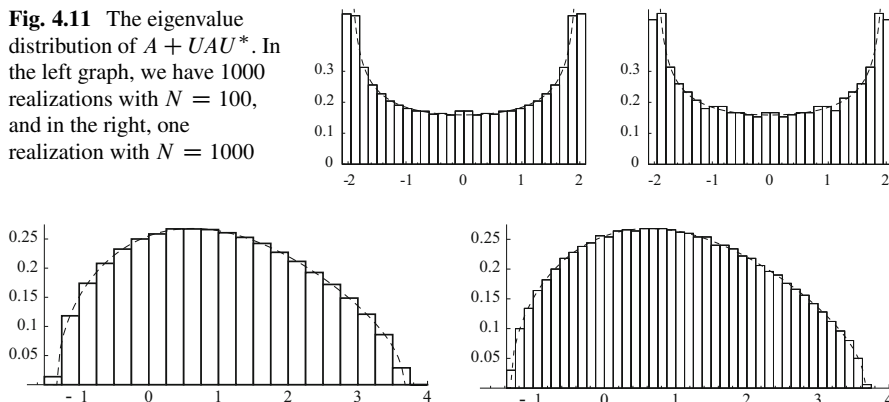 Fig. 4.11 The eigenvalue
distribution of A + UAU*. In
the left graph, we have 1000
realizations with N = 100,
and in the right, one
realization with N = 1000
0.3
0.2
0.1
0
-2 -1 0 1 2
0.3
0.2
0.1
0
-2 -1 0 1 2
0.25
0.2
0.15
0.1
0.05
- 1 0 1 2 3 4
0.25
0.2
0.15
0.1
0.05
- 1 0 1 2 3 4